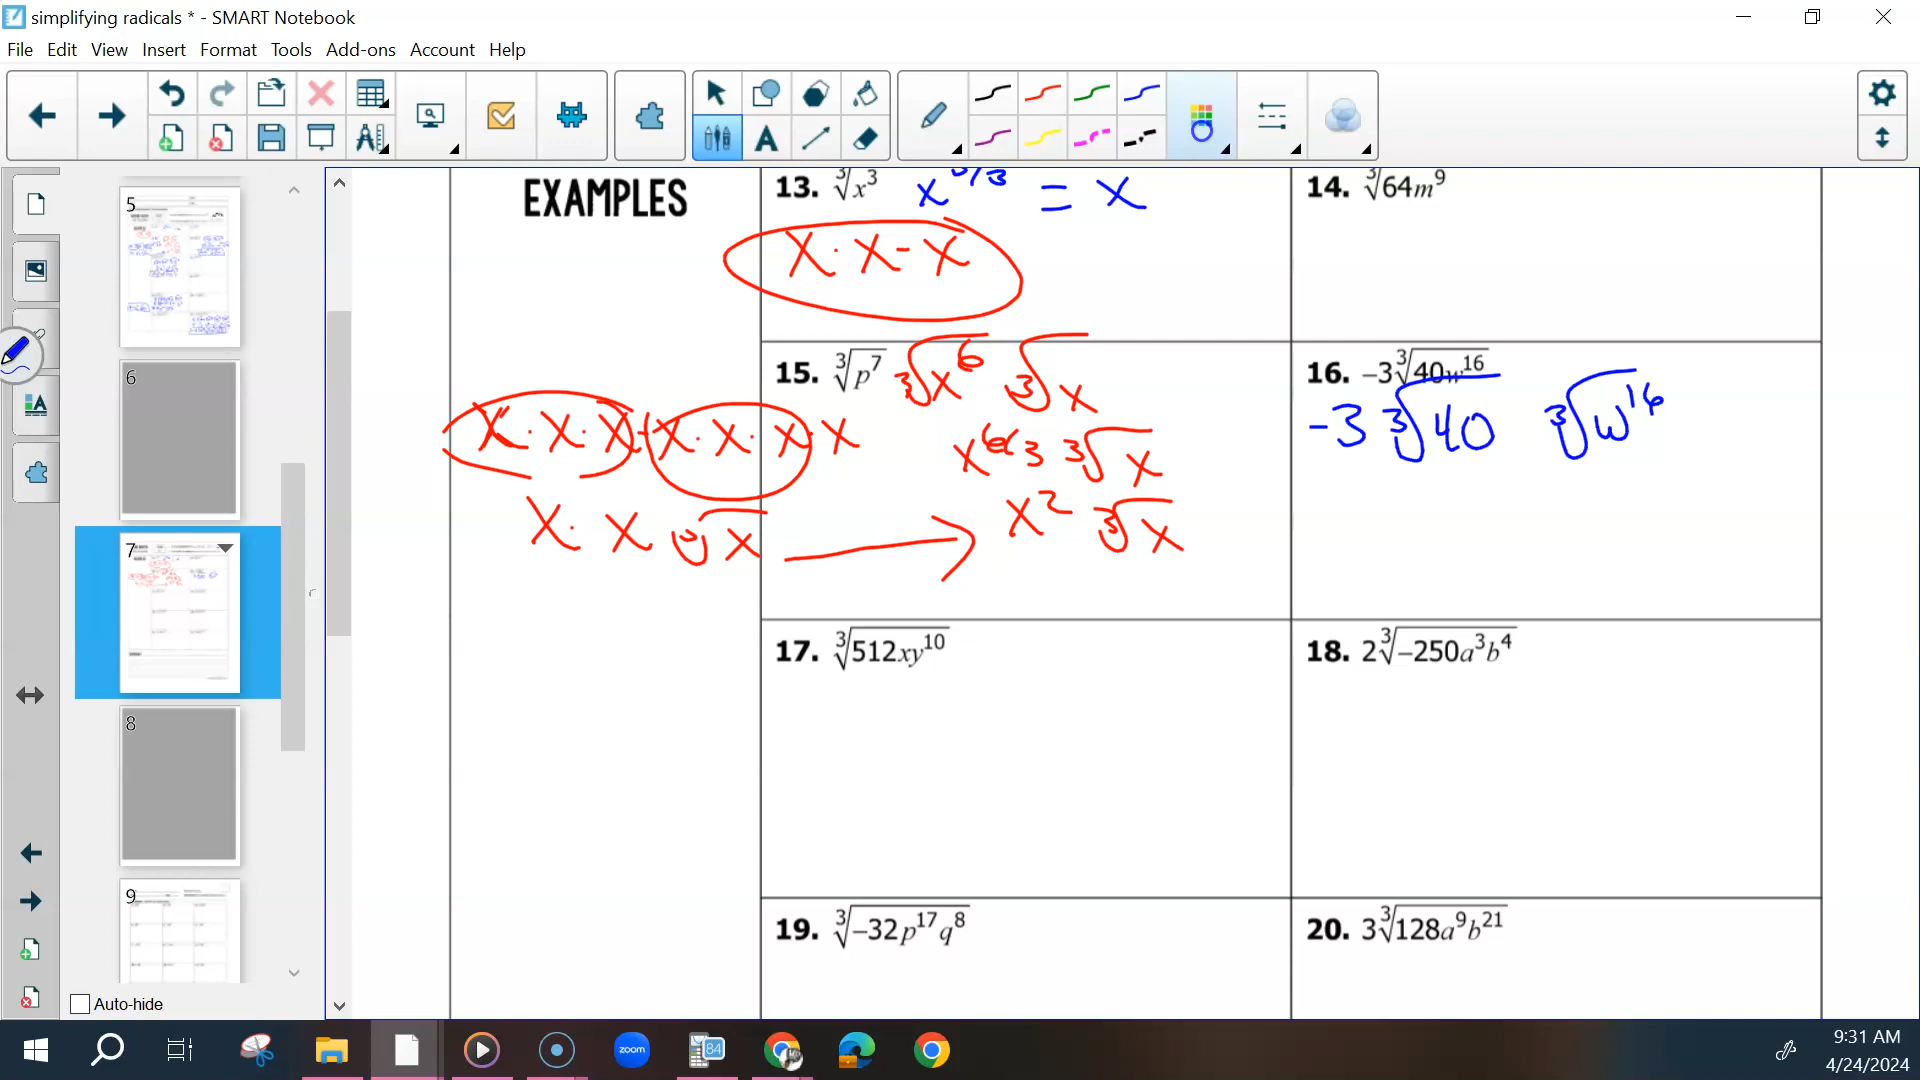 simplifying radicals * - SMART Notebook
File Edit View Insert Format Tools Add-ons Account Help
EXAMPLES
13. ∛x³ x^3/3 = x
x · x - x
14. ∛64m⁹
15. ∛p⁷ ∛x⁶ ∛x
x · x · x · x · x · x · x
x^6/3 ∛x
x · x ∛x → x² ∛x
16. -3∛40w¹⁶
-3 ∛40 ∛w¹⁶
17. ∛512xy¹⁰
18. 2∛-250a³b⁴
19. ∛-32p¹⁷q⁸
20. 3∛128a⁹b²¹
5
6
7
8
9
Auto-hide
zoom
84
9:31 AM
4/24/2024